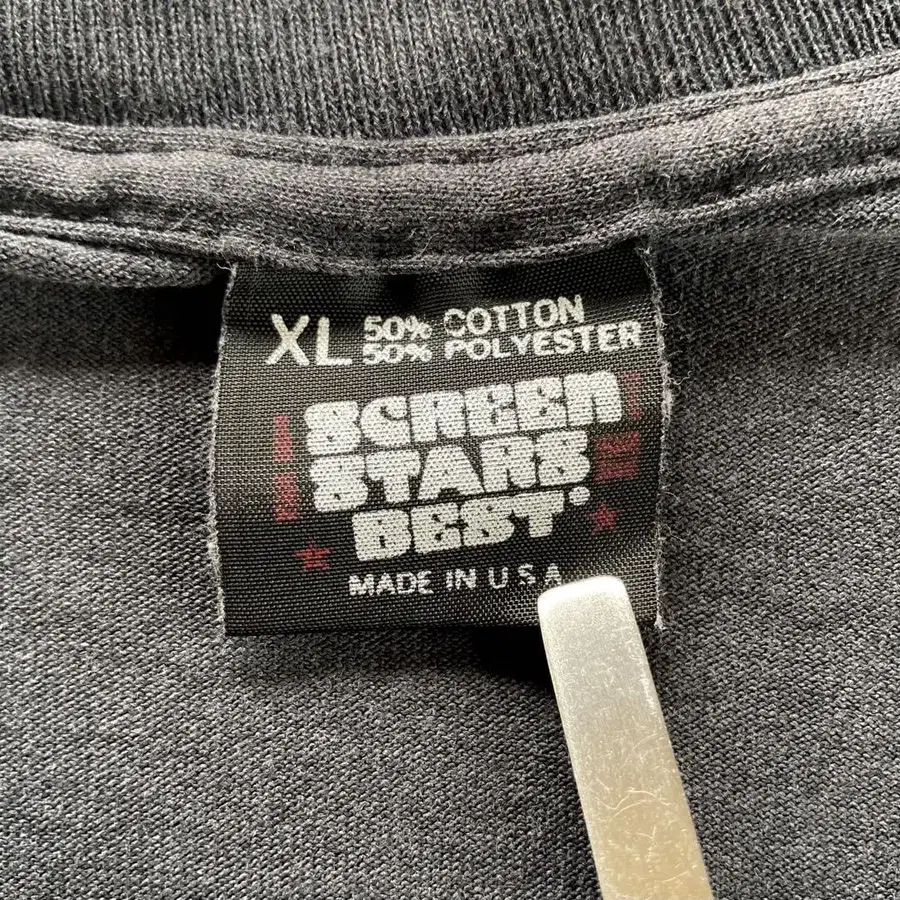 XL 50% COTTON
50% POLYESTER
SCREEN
STARS
BEST
MADE IN U S A